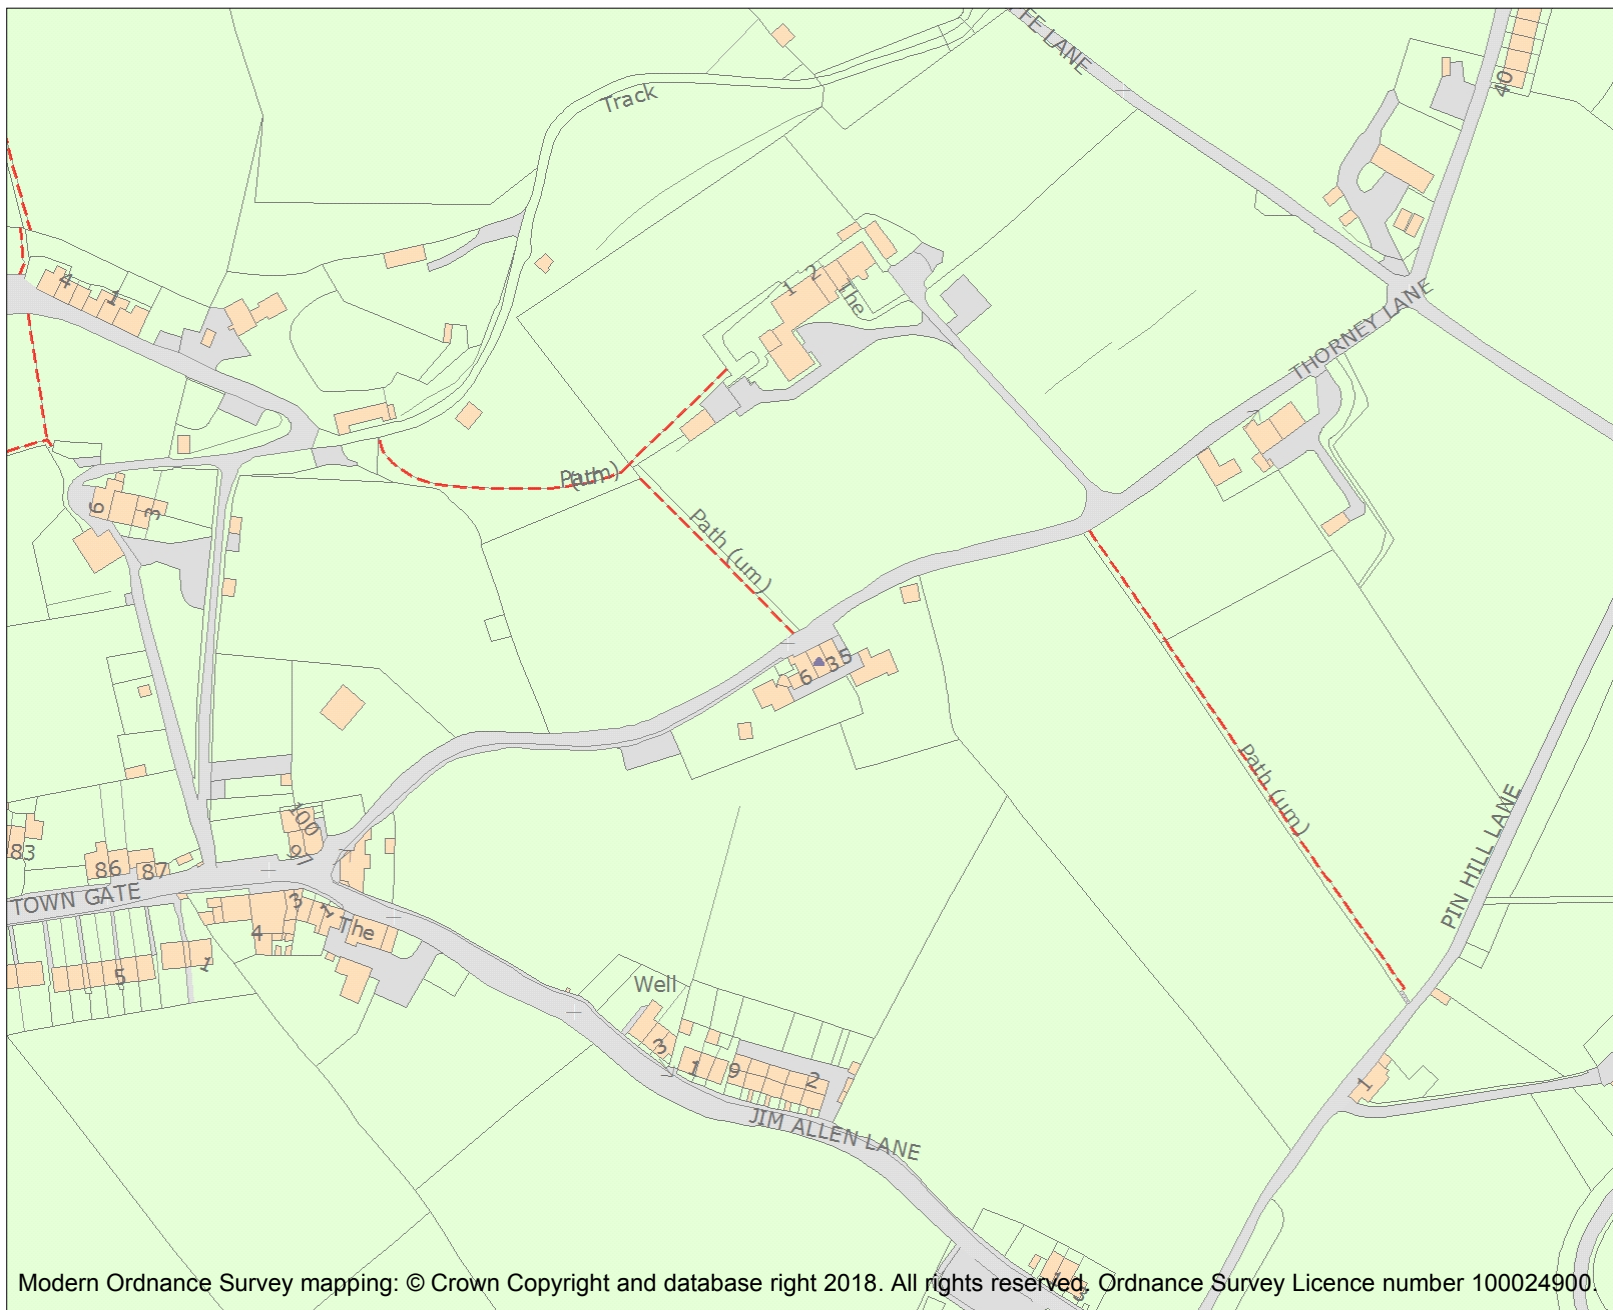 FE LANE
40
Track
4
1
1
2
The
THORNEY LANE
Path (um)
6
3
Path (um)
6
35
Path (um)
PIN HILL LANE
100
97
83
86
87
TOWN GATE
3
1
The
4
1
5
Well
3
1
9
2
JIM ALLEN LANE
1
3
Modern Ordnance Survey mapping: © Crown Copyright and database right 2018. All rights reserved. Ordnance Survey Licence number 100024900.